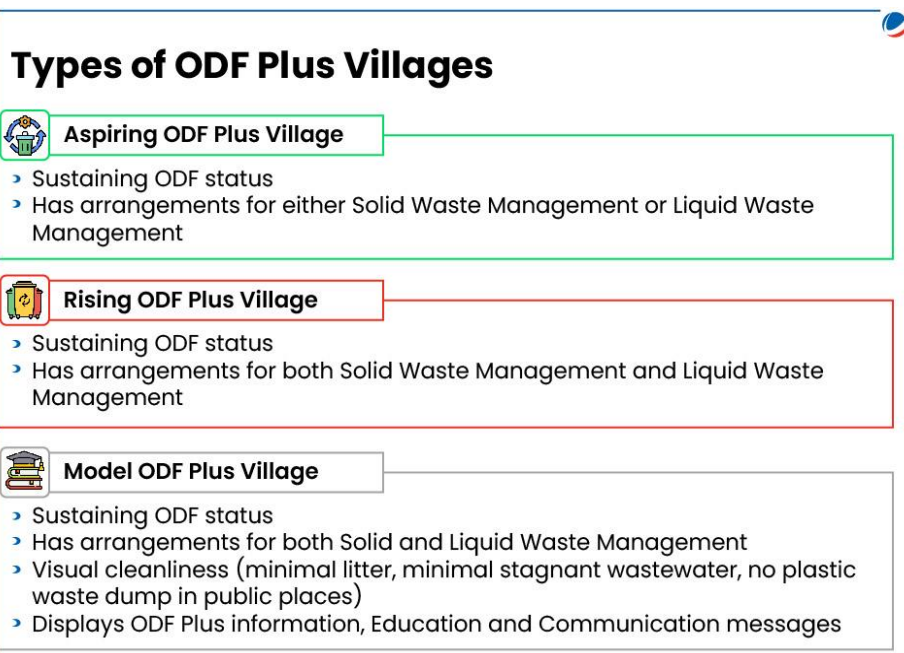 Types of ODF Plus Villages
Aspiring ODF Plus Village
Sustaining ODF status
Has arrangements for either Solid Waste Management or Liquid Waste
Management
Rising ODF Plus Village
Sustaining ODF status
Has arrangements for both Solid Waste Management and Liquid Waste
Management
Model ODF Plus Village
Sustaining ODF status
Has arrangements for both Solid and Liquid Waste Management
Visual cleanliness (minimal litter, minimal stagnant wastewater, no plastic
waste dump in public places)
Displays ODF Plus information, Education and Communication messages